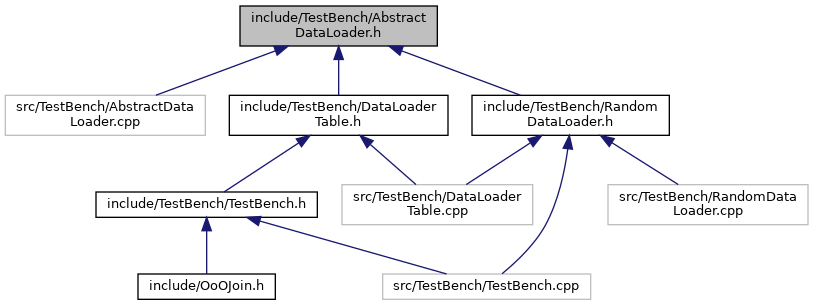 include/TestBench/Abstract
DataLoader.h
src/TestBench/AbstractData
Loader.cpp
include/TestBench/DataLoader
Table.h
include/TestBench/Random
DataLoader.h
include/TestBench/TestBench.h
src/TestBench/DataLoader
Table.cpp
src/TestBench/RandomData
Loader.cpp
include/OoOJoin.h
src/TestBench/TestBench.cpp